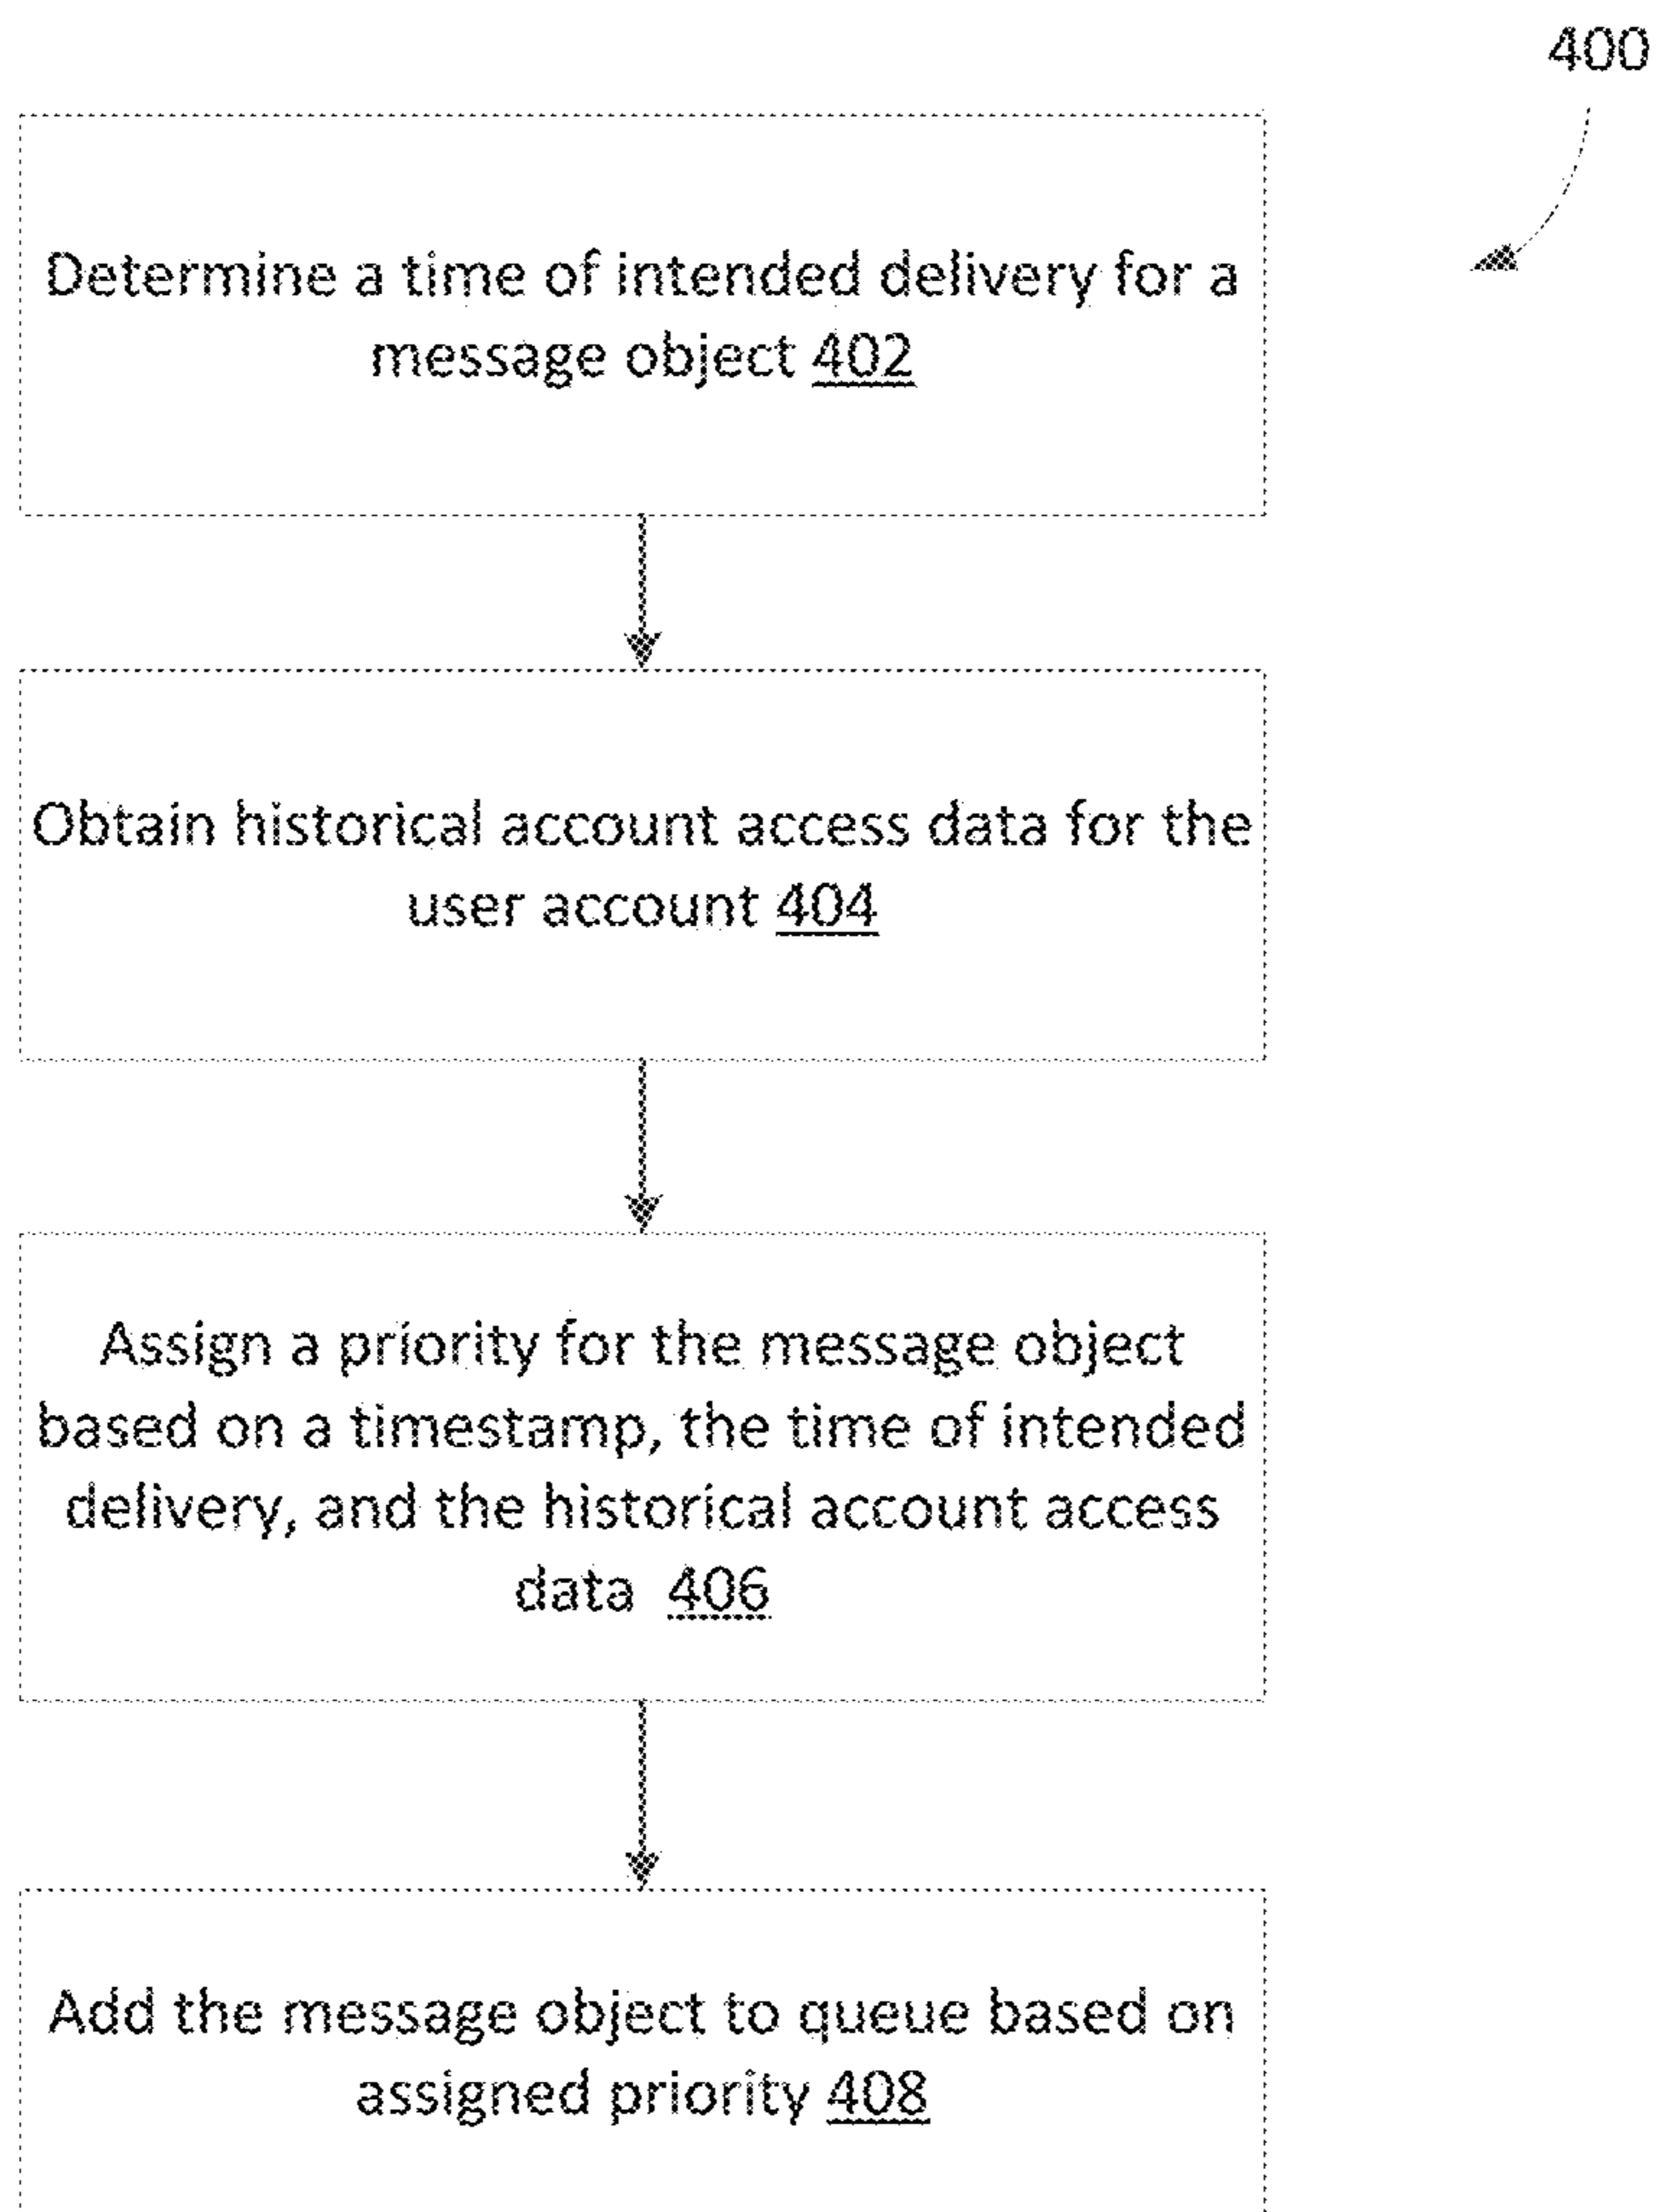 400
Determine a time of intended delivery for a
message object 402
Obtain historical account access data for the
user account 404
Assign a priority for the message object
based on a timestamp, the time of intended
delivery, and the historical account access
data 406
Add the message object to queue based on
assigned priority 408